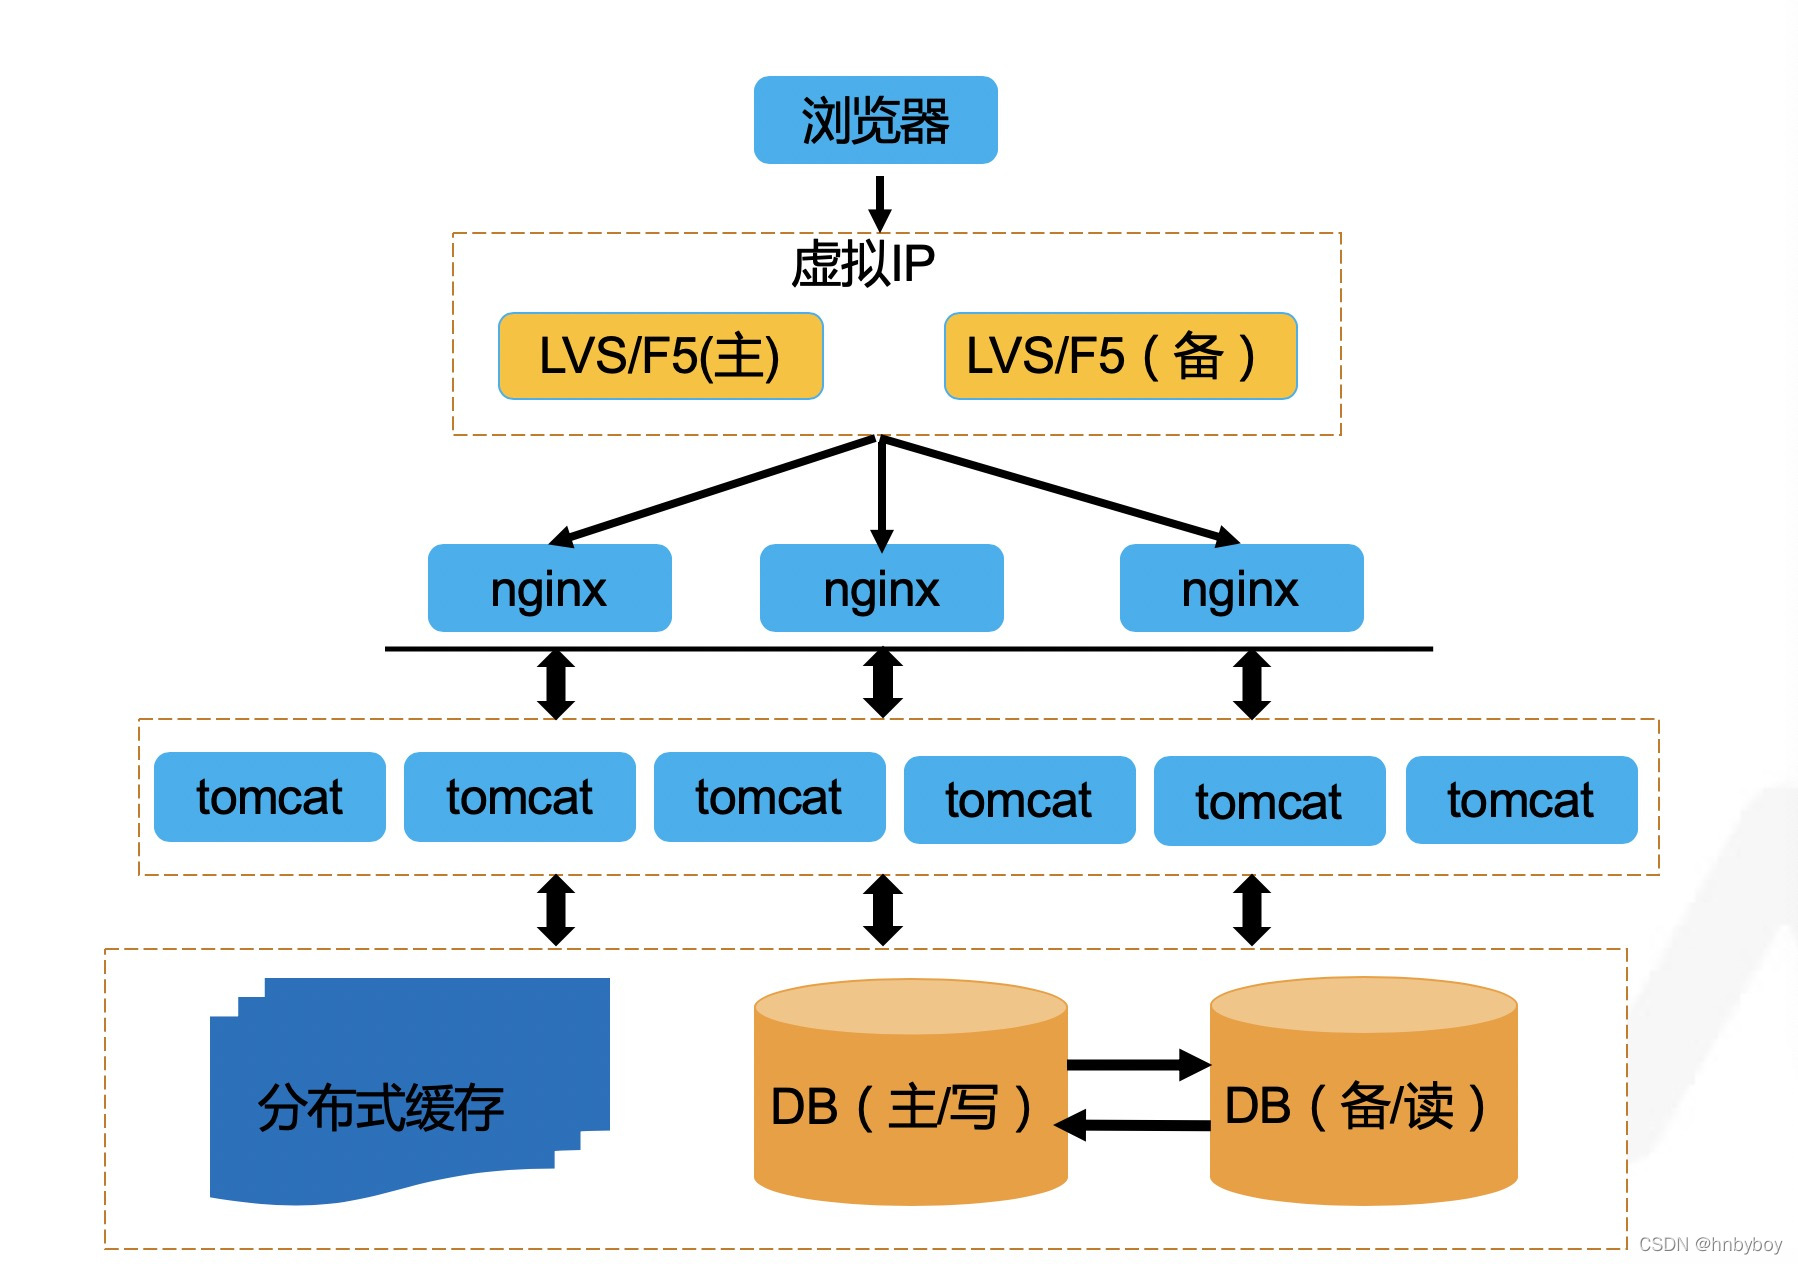 浏览器
虚拟IP
LVS/F5(主)
LVS/F5（备）
nginx
nginx
nginx
tomcat
tomcat
tomcat
tomcat
tomcat
tomcat
分布式缓存
DB（主/写）
DB（备/读）
CSDN @hnbyboy